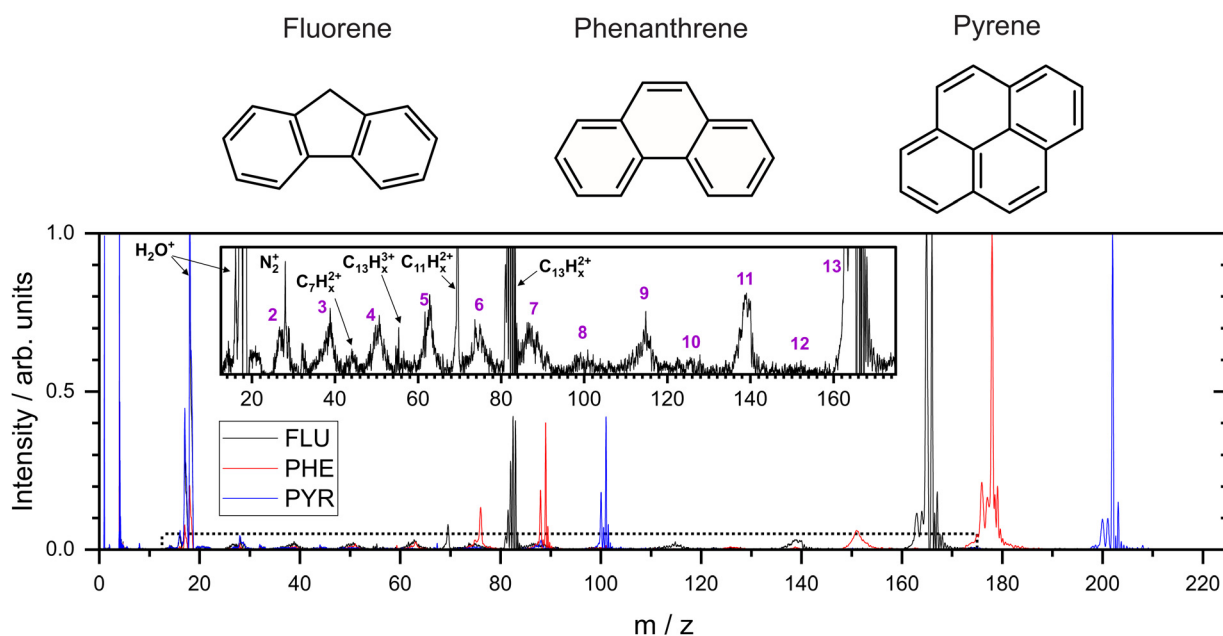 Fluorene Phenanthrene Pyrene
1.0
H₂O⁺ N₂⁺ C₇Hₓ²⁺ C₁₃Hₓ³⁺ C₁₁Hₓ²⁺ C₁₃Hₓ²⁺
2 3 4 5 6 7 8 9 10 11 12 13
20 40 60 80 100 120 140 160
Intensity / arb. units
0.5
FLU
PHE
PYR
0.0
0 20 40 60 80 100 120 140 160 180 200 220
m / z